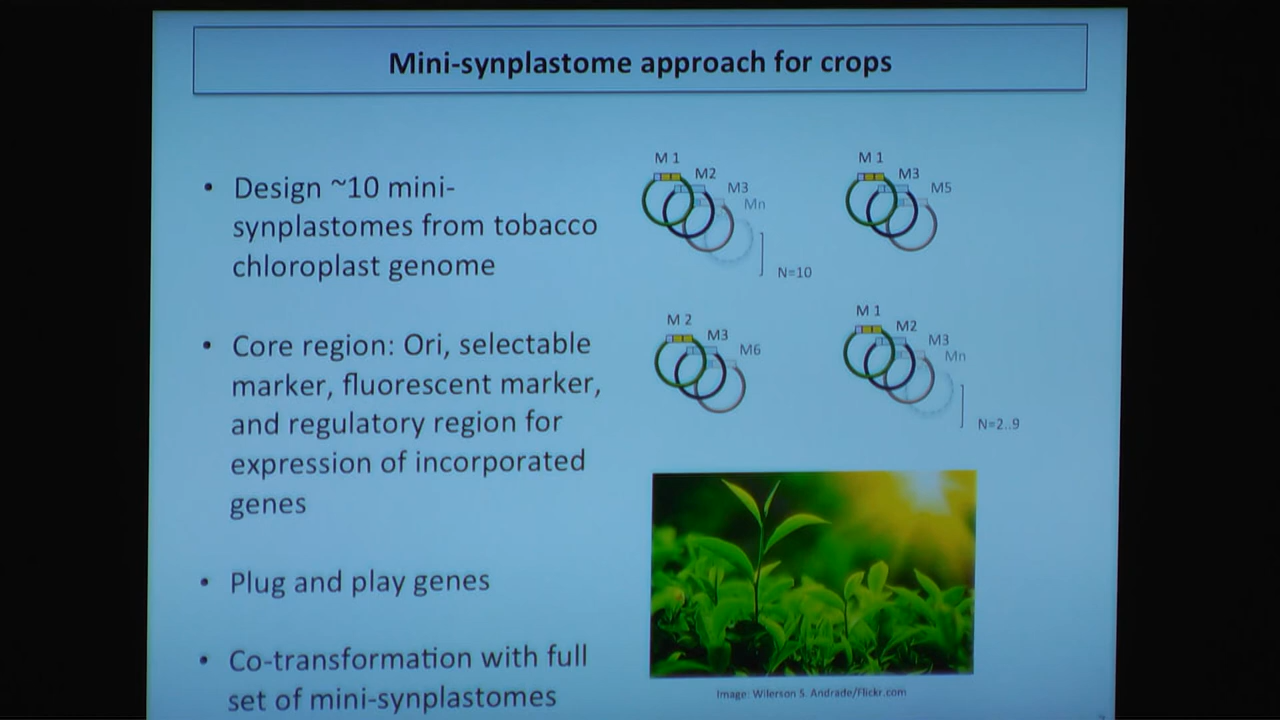 Mini-synplastome approach for crops
• Design ~10 mini-
synplastomes from tobacco
chloroplast genome
• Core region: Ori, selectable
marker, fluorescent marker,
and regulatory region for
expression of incorporated
genes
• Plug and play genes
• Co-transformation with full
set of mini-synplastomes
M 1
M2
M3
Mn
N=10
M 1
M3
M5
M 2
M3
M6
M 1
M2
M3
Mn
N=2..9
Image: Wilerson S. Andrade/Flickr.com